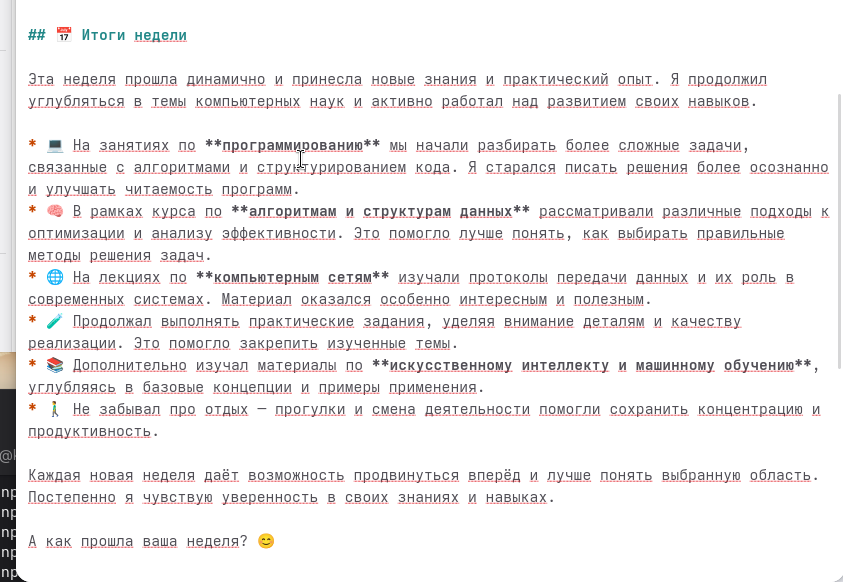 ## 📅 Итоги недели
Эта неделя прошла динамично и принесла новые знания и практический опыт. Я продолжил
углубляться в темы компьютерных наук и активно работал над развитием своих навыков.
* 💻 На занятиях по **программированию** мы начали разбирать более сложные задачи,
связанные с алгоритмами и структурированием кода. Я старался писать решения более осознанно
и улучшать читаемость программ.
* 🧠 В рамках курса по **алгоритмам и структурам данных** рассматривали различные подходы к
оптимизации и анализу эффективности. Это помогло лучше понять, как выбирать правильные
методы решения задач.
* 🌐 На лекциях по **компьютерным сетям** изучали протоколы передачи данных и их роль в
современных системах. Материал оказался особенно интересным и полезным.
* 🧪 Продолжал выполнять практические задания, уделяя внимание деталям и качеству
реализации. Это помогло закрепить изученные темы.
* 📚 Дополнительно изучал материалы по **искусственному интеллекту и машинному обучению**,
углубляясь в базовые концепции и примеры применения.
* 🚶‍♂️ Не забывал про отдых — прогулки и смена деятельности помогли сохранить концентрацию и
продуктивность.
Каждая новая неделя даёт возможность продвинуться вперёд и лучше понять выбранную область.
Постепенно я чувствую уверенность в своих знаниях и навыках.
А как прошла ваша неделя? 😊